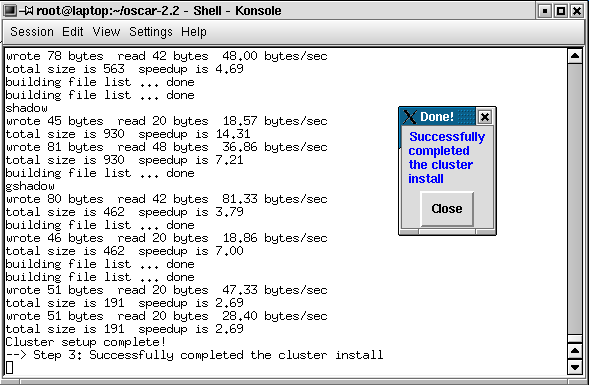 root@laptop:~/oscar-2.2 - Shell - Konsole
Session Edit View Settings Help
wrote 78 bytes  read 42 bytes  48.00 bytes/sec
total size is 563  speedup is 4.69
building file list ... done
building file list ... done
shadow
wrote 45 bytes  read 20 bytes  18.57 bytes/sec
total size is 930  speedup is 14.31
wrote 81 bytes  read 48 bytes  36.86 bytes/sec
total size is 930  speedup is 7.21
building file list ... done
gshadow
wrote 80 bytes  read 42 bytes  81.33 bytes/sec
total size is 462  speedup is 3.79
building file list ... done
wrote 46 bytes  read 20 bytes  18.86 bytes/sec
total size is 462  speedup is 7.00
building file list ... done
building file list ... done
wrote 51 bytes  read 20 bytes  47.33 bytes/sec
total size is 191  speedup is 2.69
wrote 51 bytes  read 20 bytes  28.40 bytes/sec
total size is 191  speedup is 2.69
Cluster setup complete!
--> Step 3: Successfully completed the cluster install
Done!
Successfully
completed
the cluster
install
Close